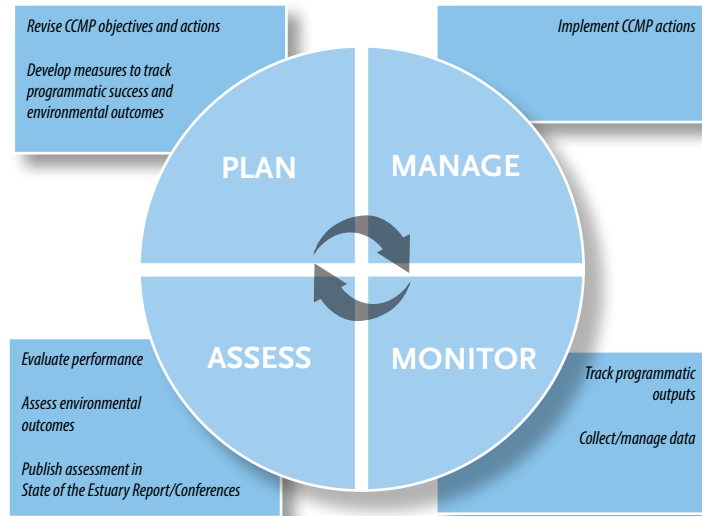 Revise CCMP objectives and actions
Develop measures to track
programmatic success and
environmental outcomes
Implement CCMP actions
PLAN
MANAGE
ASSESS
MONITOR
Evaluate performance
Assess environmental
outcomes
Publish assessment in
State of the Estuary Report/Conferences
Track programmatic
outputs
Collect/manage data